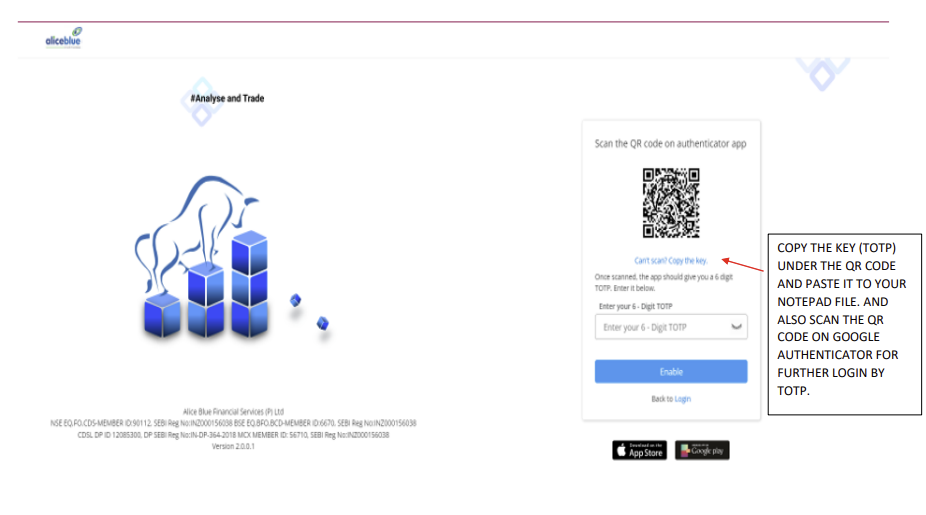 aliceblue
#Analyse and Trade
Scan the QR code on authenticator app
Can't scan? Copy the key.
Once scanned, the app should give you a 6 digit
TOTP. Enter it below.
Enter your 6 - Digit TOTP
Enter your 6 - Digit TOTP
Enable
Back to Login
COPY THE KEY (TOTP)
UNDER THE QR CODE
AND PASTE IT TO YOUR
NOTEPAD FILE. AND
ALSO SCAN THE QR
CODE ON GOOGLE
AUTHENTICATOR FOR
FURTHER LOGIN BY
TOTP.
Alice Blue Financial Services (P) Ltd
NSE EQ,FO,CDS-MEMBER ID:90112, SEBI Reg No:INZ000156038 BSE EQ,BFO,BCD-MEMBER ID:6670, SEBI Reg No:INZ000156038
CDSL DP ID 12085300, DP SEBI Reg No:IN-DP-364-2018 MCX MEMBER ID: 56710, SEBI Reg No:INZ000156038
Version 2.0.0.1
Download on the
App Store
Google play